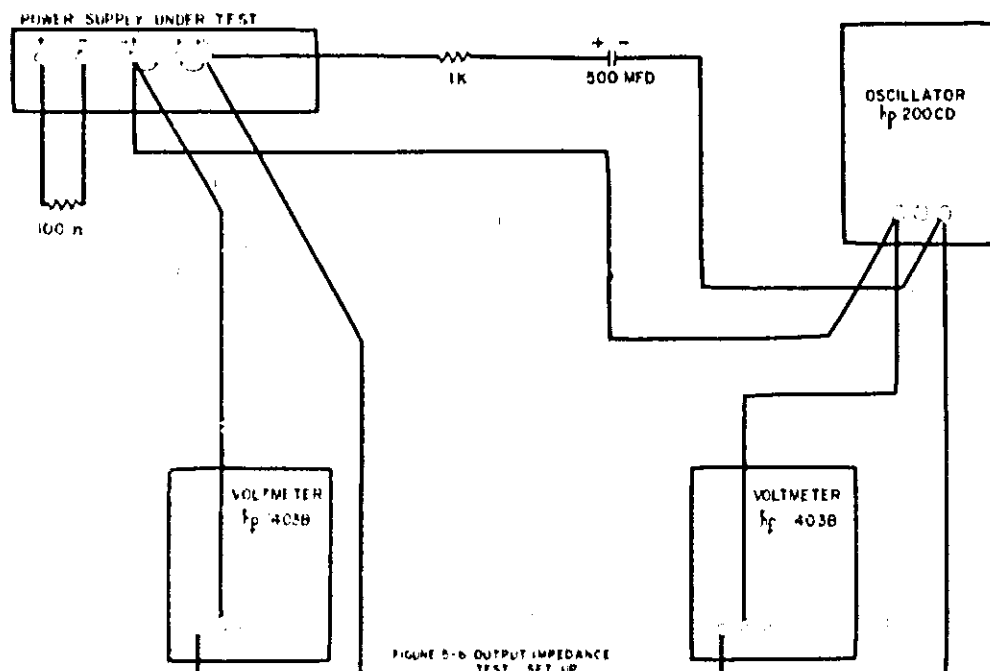 POWER SUPPLY UNDER TEST
+ -
1K
+ -
500 MFD
OSCILLATOR
hp 200CD
100 n
VOLTMETER
hp 403B
VOLTMETER
hp 403B
FIGURE 5-6 OUTPUT IMPEDANCE
TEST SET UP